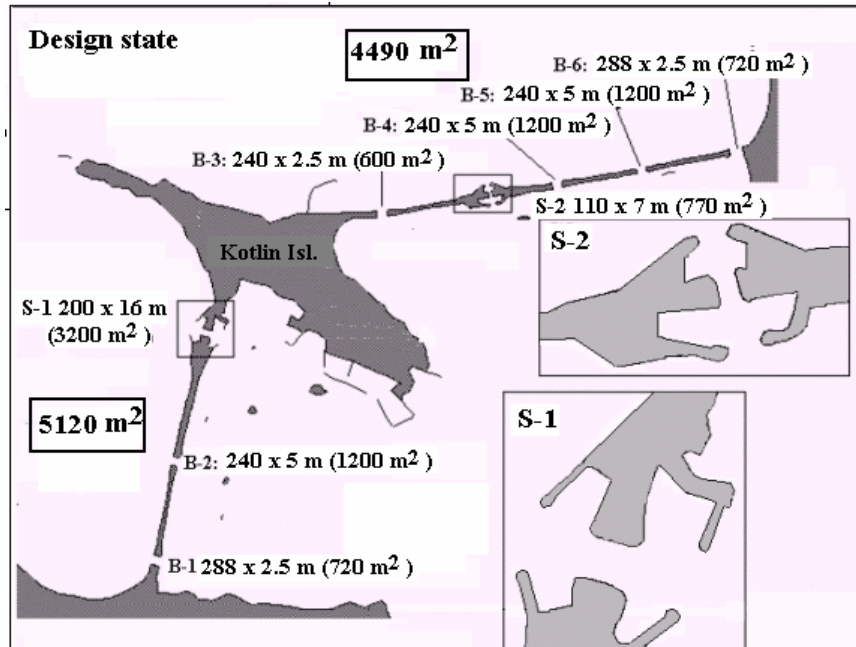 Design state
4490 m²
B-6: 288 x 2.5 m (720 m² )
B-5: 240 x 5 m (1200 m² )
B-4: 240 x 5 m (1200 m² )
B-3: 240 x 2.5 m (600 m² )
S-2 110 x 7 m (770 m² )
S-2
Kotlin Isl.
S-1 200 x 16 m
(3200 m² )
S-1
5120 m²
B-2: 240 x 5 m (1200 m² )
B-1 288 x 2.5 m (720 m² )